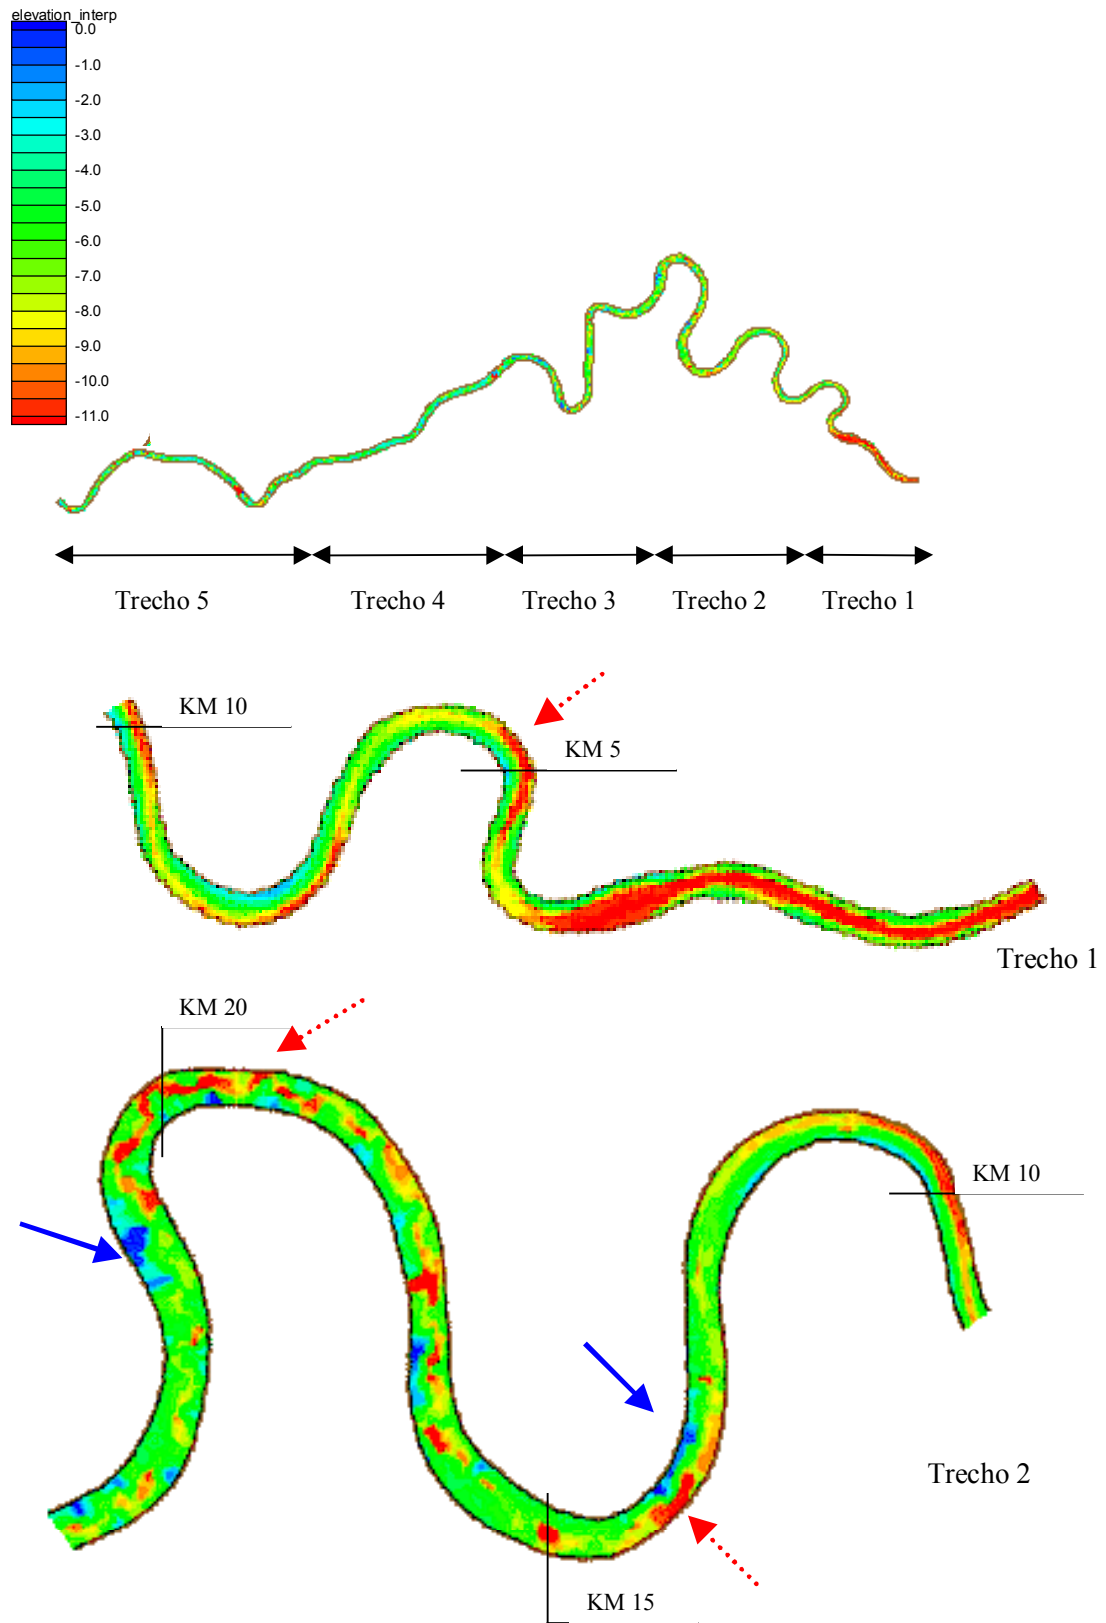 elevation_interp
0.0
-1.0
-2.0
-3.0
-4.0
-5.0
-6.0
-7.0
-8.0
-9.0
-10.0
-11.0
Trecho 5 Trecho 4 Trecho 3 Trecho 2 Trecho 1
KM 10
KM 5
Trecho 1
KM 20
KM 10
Trecho 2
KM 15